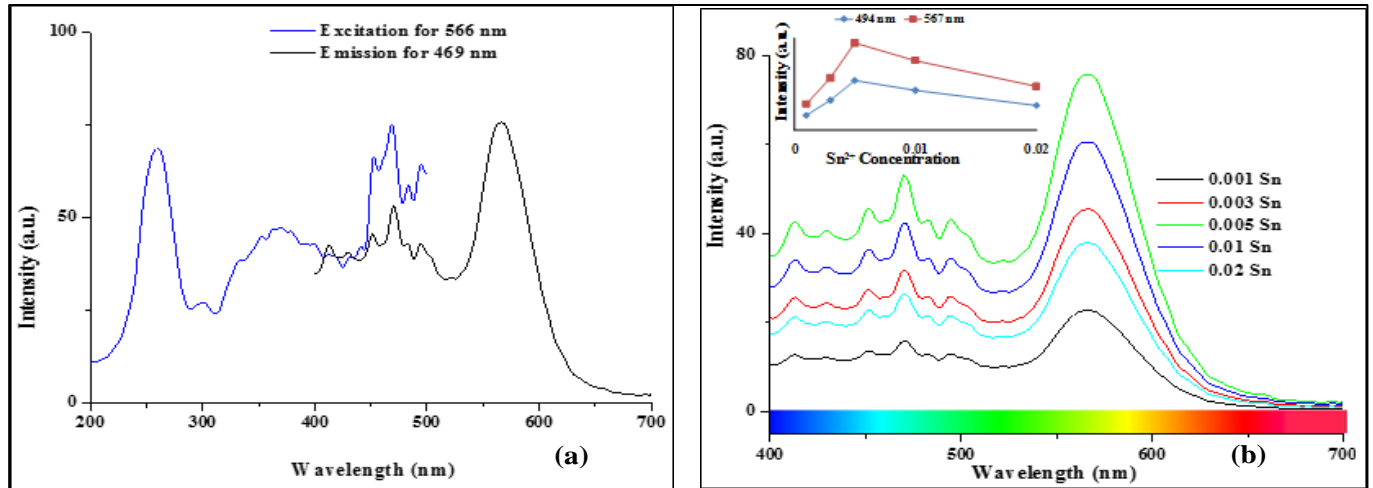 100
50
0
Intensity (a.u.)
Excitation for 566 nm
Emission for 469 nm
200 300 400 500 600 700
Wavelength (nm)
(a)
80
40
0
Intensity (a.u.)
494 nm 567 nm
Intensity (a.u.)
0 0.01 0.02
Sn²⁺ Concentration
0.001 Sn
0.003 Sn
0.005 Sn
0.01 Sn
0.02 Sn
400 500 600 700
Wavelength (nm)
(b)